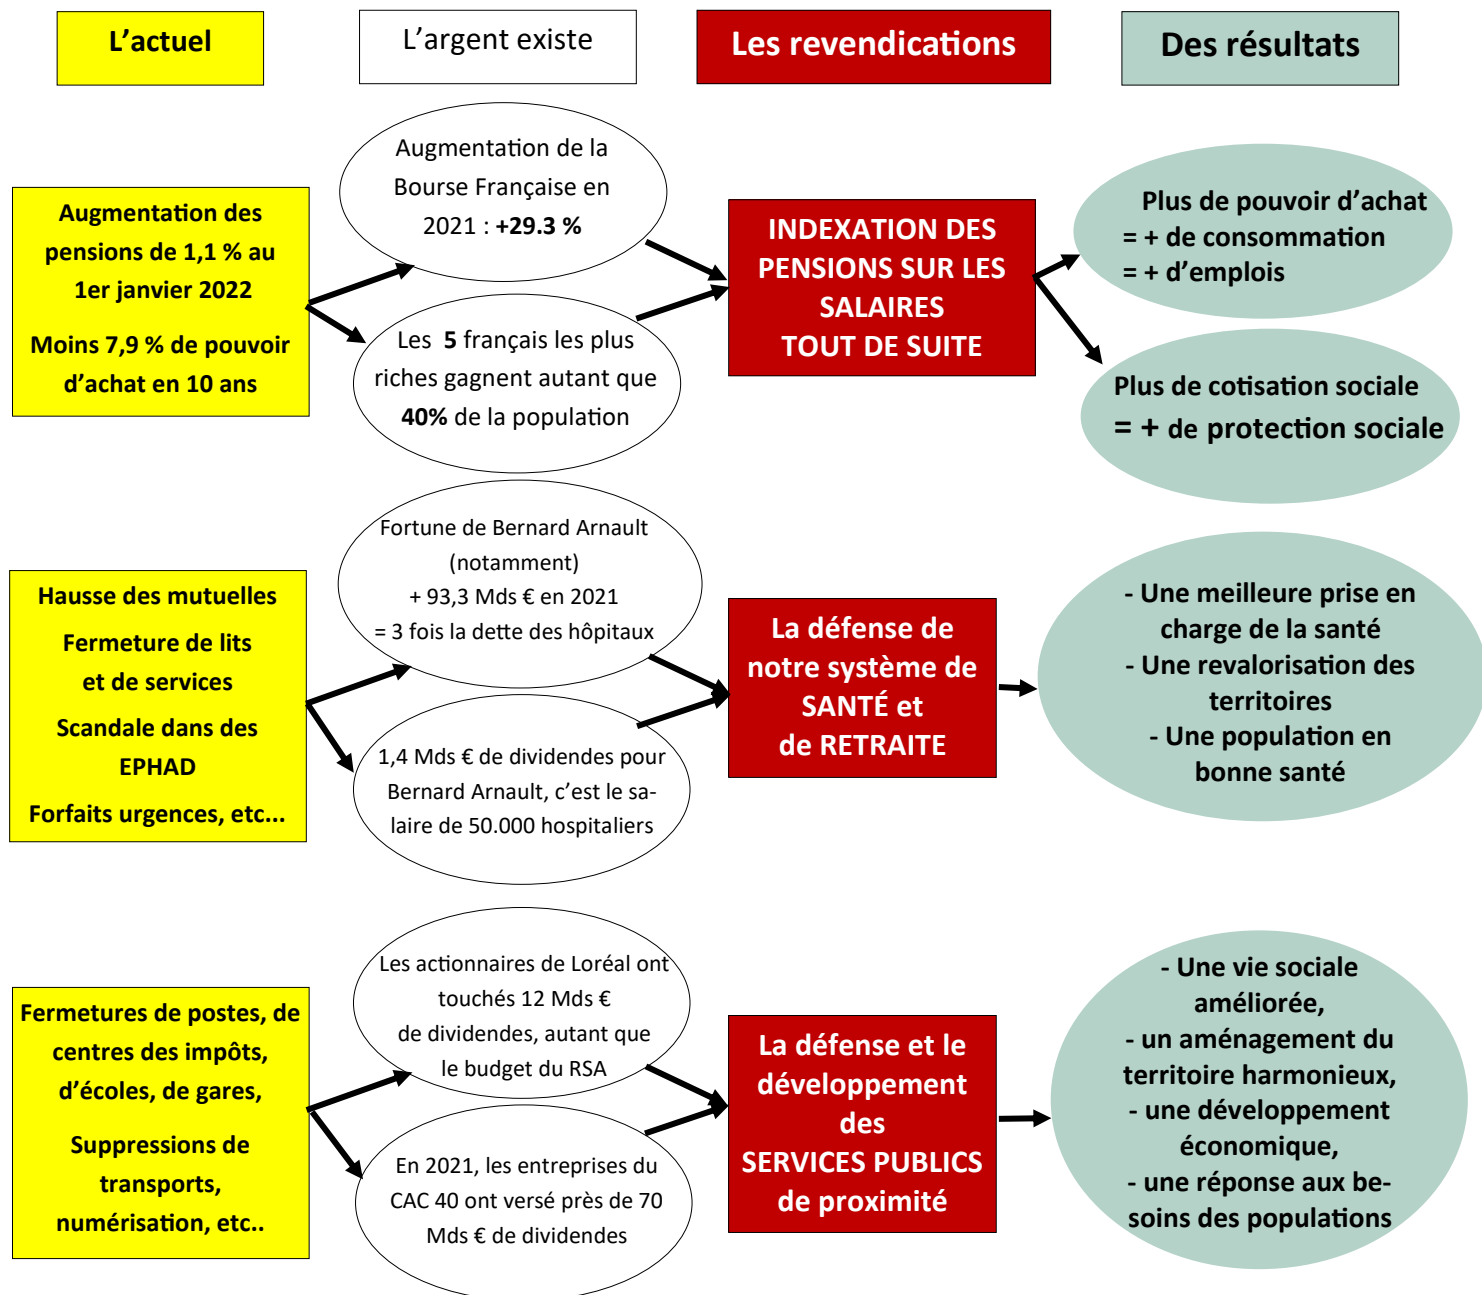 L’actuel
L’argent existe
Les revendications
Des résultats
Augmentation des
pensions de 1,1 % au
1er janvier 2022
Moins 7,9 % de pouvoir
d’achat en 10 ans
Augmentation de la
Bourse Française en
2021 : +29.3 %
Les 5 français les plus
riches gagnent autant que
40% de la population
INDEXATION DES
PENSIONS SUR LES
SALAIRES
TOUT DE SUITE
Plus de pouvoir d’achat
= + de consommation
= + d’emplois
Plus de cotisation sociale
= + de protection sociale
Hausse des mutuelles
Fermeture de lits
et de services
Scandale dans des
EPHAD
Forfaits urgences, etc...
Fortune de Bernard Arnault
(notamment)
+ 93,3 Mds € en 2021
= 3 fois la dette des hôpitaux
1,4 Mds € de dividendes pour
Bernard Arnault, c’est le sa-
laire de 50.000 hospitaliers
La défense de
notre système de
SANTÉ et
de RETRAITE
- Une meilleure prise en
charge de la santé
- Une revalorisation des
territoires
- Une population en
bonne santé
Fermetures de postes, de
centres des impôts,
d’écoles, de gares,
Suppressions de
transports,
numérisation, etc..
Les actionnaires de Loréal ont
touchés 12 Mds €
de dividendes, autant que
le budget du RSA
En 2021, les entreprises du
CAC 40 ont versé près de 70
Mds € de dividendes
La défense et le
développement
des
SERVICES PUBLICS
de proximité
- Une vie sociale
améliorée,
- un aménagement du
territoire harmonieux,
- une développement
économique,
- une réponse aux be-
soins des populations